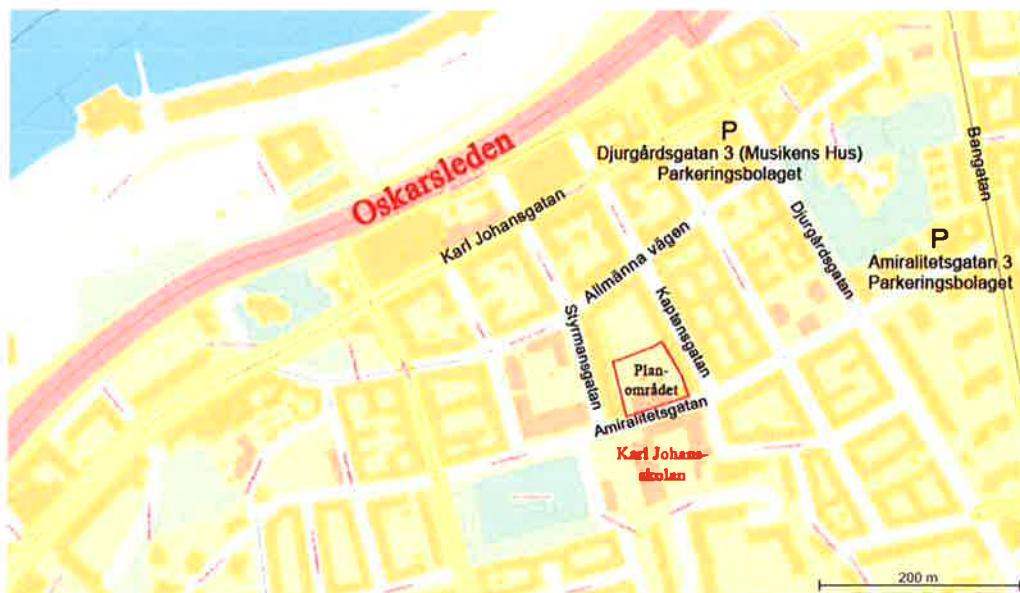 Oskarsleden
P
Djurgårdsgatan 3 (Musikens Hus)
Parkeringsbolaget
Bangatan
Karl Johansgatan
Allmänna vägen
Djurgårdsgatan
P
Amiralitetsgatan 3
Parkeringsbolaget
Styrmansgatan
Kaptensgatan
Plan-
området
Amiralitetsgatan
Karl Johans-
skolan
200 m